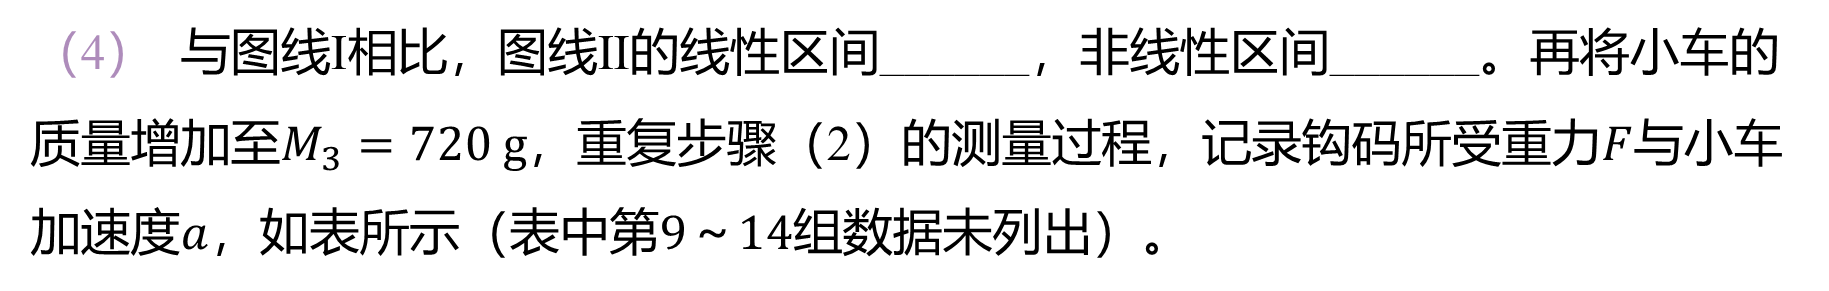 （4） 与图线I相比，图线II的线性区间______，非线性区间______。再将小车的
质量增加至M₃ = 720 g，重复步骤（2）的测量过程，记录钩码所受重力F与小车
加速度a，如表所示（表中第9 ~ 14组数据未列出）。